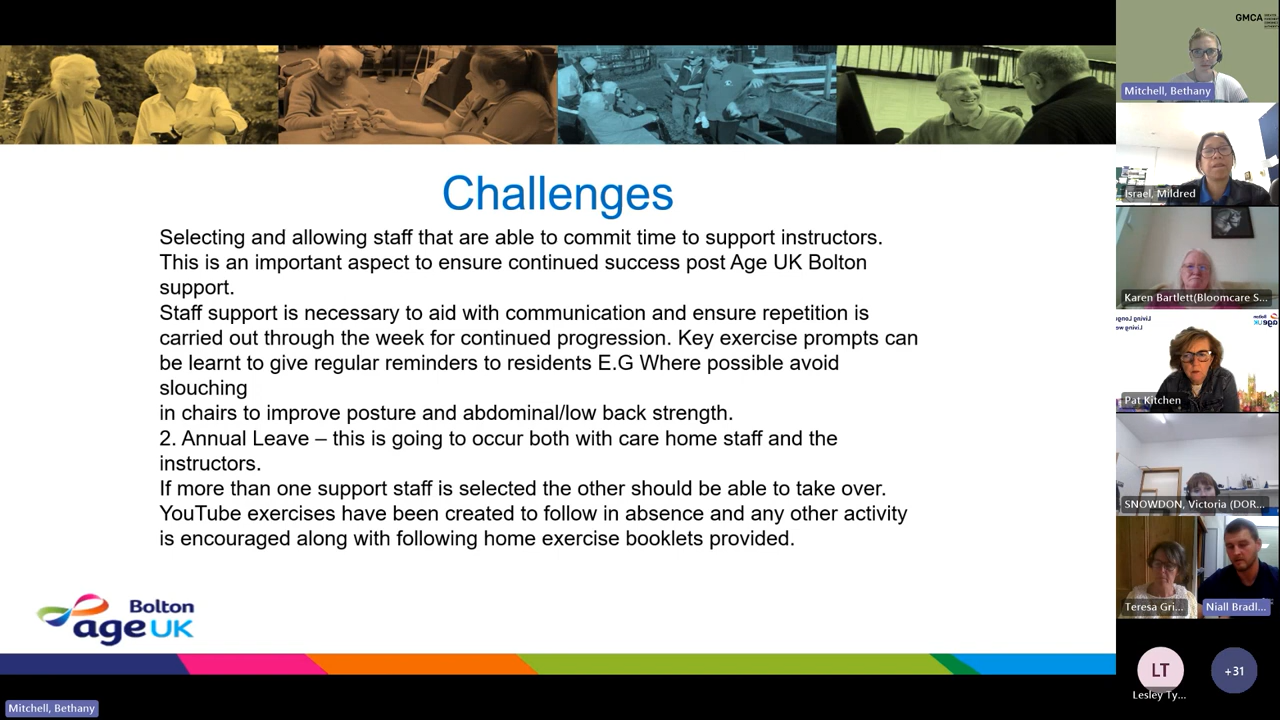 Challenges
Selecting and allowing staff that are able to commit time to support instructors.
This is an important aspect to ensure continued success post Age UK Bolton
support.
Staff support is necessary to aid with communication and ensure repetition is
carried out through the week for continued progression. Key exercise prompts can
be learnt to give regular reminders to residents E.G Where possible avoid
slouching
in chairs to improve posture and abdominal/low back strength.
2. Annual Leave – this is going to occur both with care home staff and the
instructors.
If more than one support staff is selected the other should be able to take over.
YouTube exercises have been created to follow in absence and any other activity
is encouraged along with following home exercise booklets provided.
Bolton
age UK
Mitchell, Bethany
GMCA
Mitchell, Bethany
Israel, Mildred
Karen Bartlett(Bloomcare S...
Bolton
age UK
Pat Kitchen
SNOWDON, Victoria (DOR...
Teresa Gri...
Niall Bradl...
LT
Lesley Ty...
+31